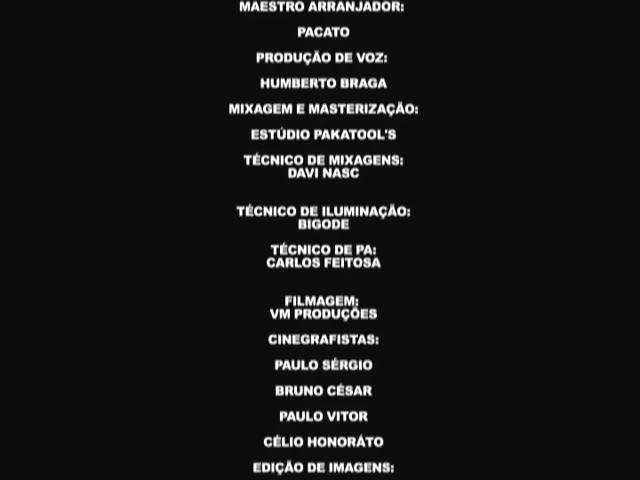 MAESTRO ARRANJADOR:
PACATO
PRODUÇÃO DE VOZ:
HUMBERTO BRAGA
MIXAGEM E MASTERIZAÇÃO:
ESTÚDIO PAKATOOL'S
TÉCNICO DE MIXAGENS:
DAVI NASC
TÉCNICO DE ILUMINAÇÃO:
BIGODE
TÉCNICO DE PA:
CARLOS FEITOSA
FILMAGEM:
VM PRODUÇÕES
CINEGRAFISTAS:
PAULO SÉRGIO
BRUNO CÉSAR
PAULO VITOR
CÉLIO HONORÁTO
EDIÇÃO DE IMAGENS: